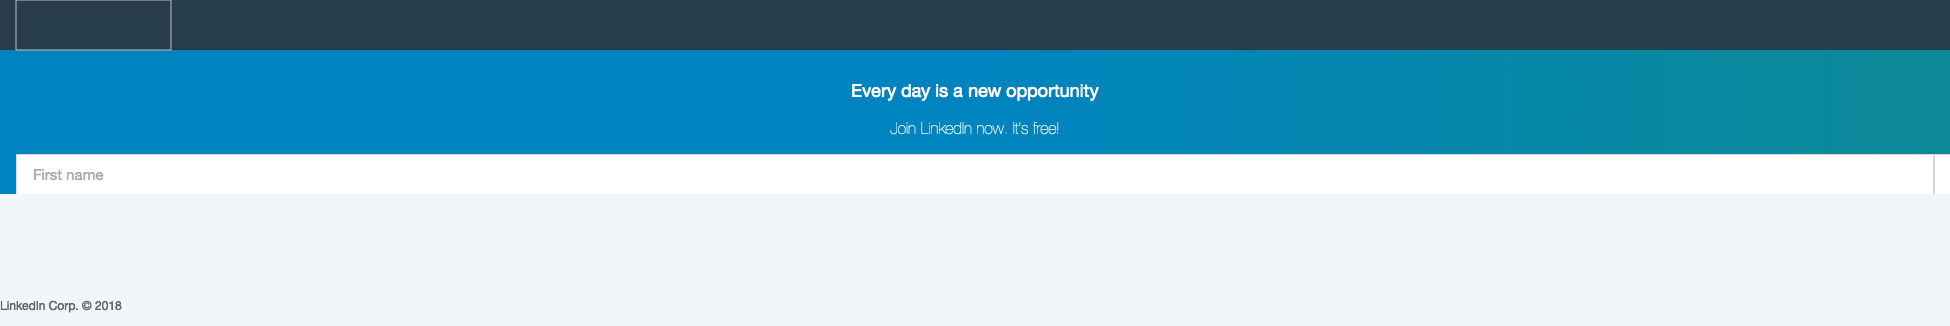 Every day is a new opportunity
Join LinkedIn now. It's free!
First name
LinkedIn Corp. © 2018